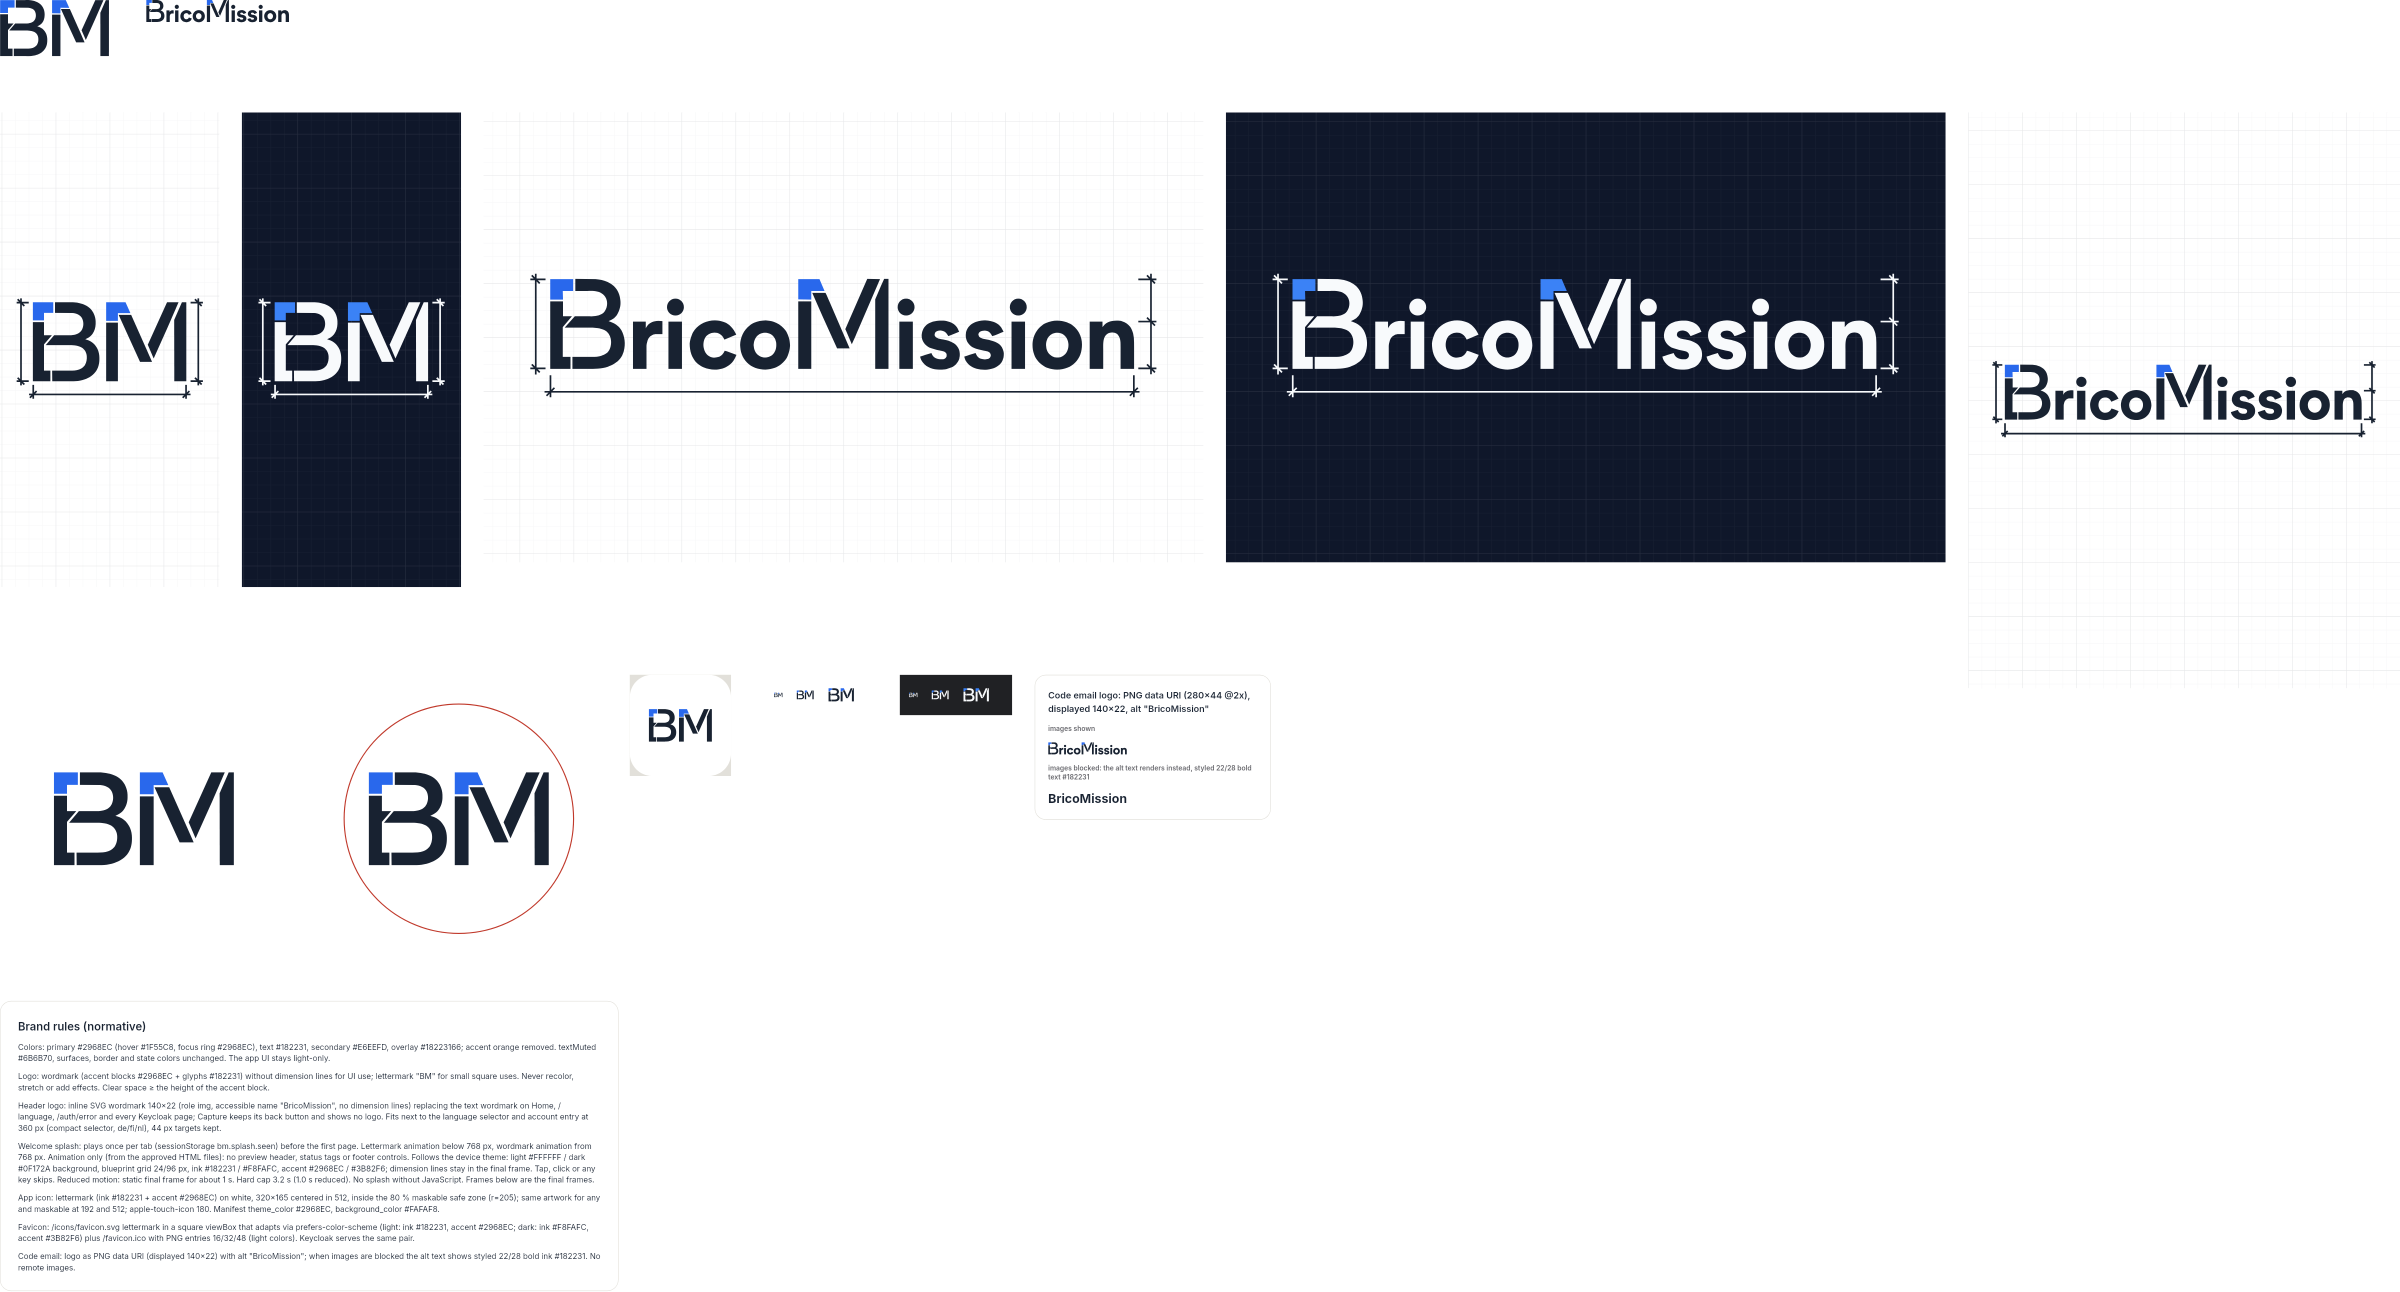 BM
BricoMission
BM
BM
BricoMission
BricoMission
BricoMission
BM
BM
BM
BM BM BM
BM BM BM
Code email logo: PNG data URI (280×44 @2x),
displayed 140×22, alt "BricoMission"
images shown
BricoMission
images blocked: the alt text renders instead, styled 22/28 bold
text #182231
BricoMission
Brand rules (normative)
Colors: primary #2968EC (hover #1F55C8, focus ring #2968EC), text #182231, secondary #E6EEFD, overlay #18223166; accent orange removed. textMuted
#6B6B70, surfaces, border and state colors unchanged. The app UI stays light-only.
Logo: wordmark (accent blocks #2968EC + glyphs #182231) without dimension lines for UI use; lettermark "BM" for small square uses. Never recolor,
stretch or add effects. Clear space ≥ the height of the accent block.
Header logo: inline SVG wordmark 140×22 (role img, accessible name "BricoMission", no dimension lines) replacing the text wordmark on Home, /
language, /auth/error and every Keycloak page; Capture keeps its back button and shows no logo. Fits next to the language selector and account entry at
360 px (compact selector, de/fi/nl), 44 px targets kept.
Welcome splash: plays once per tab (sessionStorage bm.splash.seen) before the first page. Lettermark animation below 768 px, wordmark animation from
768 px. Animation only (from the approved HTML files): no preview header, status tags or footer controls. Follows the device theme: light #FFFFFF / dark
#0F172A background, blueprint grid 24/96 px, ink #182231 / #F8FAFC, accent #2968EC / #3B82F6; dimension lines stay in the final frame. Tap, click or any
key skips. Reduced motion: static final frame for about 1 s. Hard cap 3.2 s (1.0 s reduced). No splash without JavaScript. Frames below are the final frames.
App icon: lettermark (ink #182231 + accent #2968EC) on white, 320×165 centered in 512, inside the 80 % maskable safe zone (r=205); same artwork for any
and maskable at 192 and 512; apple-touch-icon 180. Manifest theme_color #2968EC, background_color #FAFAF8.
Favicon: /icons/favicon.svg lettermark in a square viewBox that adapts via prefers-color-scheme (light: ink #182231, accent #2968EC; dark: ink #F8FAFC,
accent #3B82F6) plus /favicon.ico with PNG entries 16/32/48 (light colors). Keycloak serves the same pair.
Code email: logo as PNG data URI (displayed 140×22) with alt "BricoMission"; when images are blocked the alt text shows styled 22/28 bold ink #182231. No
remote images.